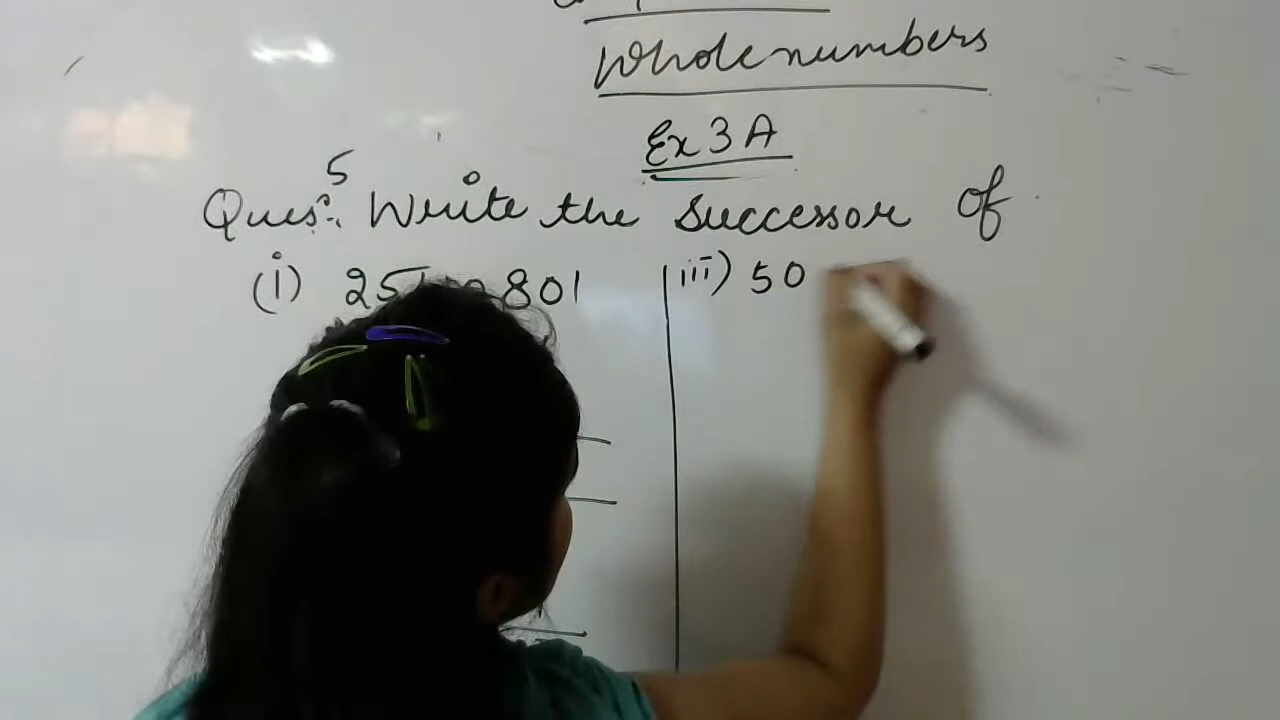 Whole numbers
Ex 3A
Ques 5. Write the successor of
(i) 25 801
(iii) 50